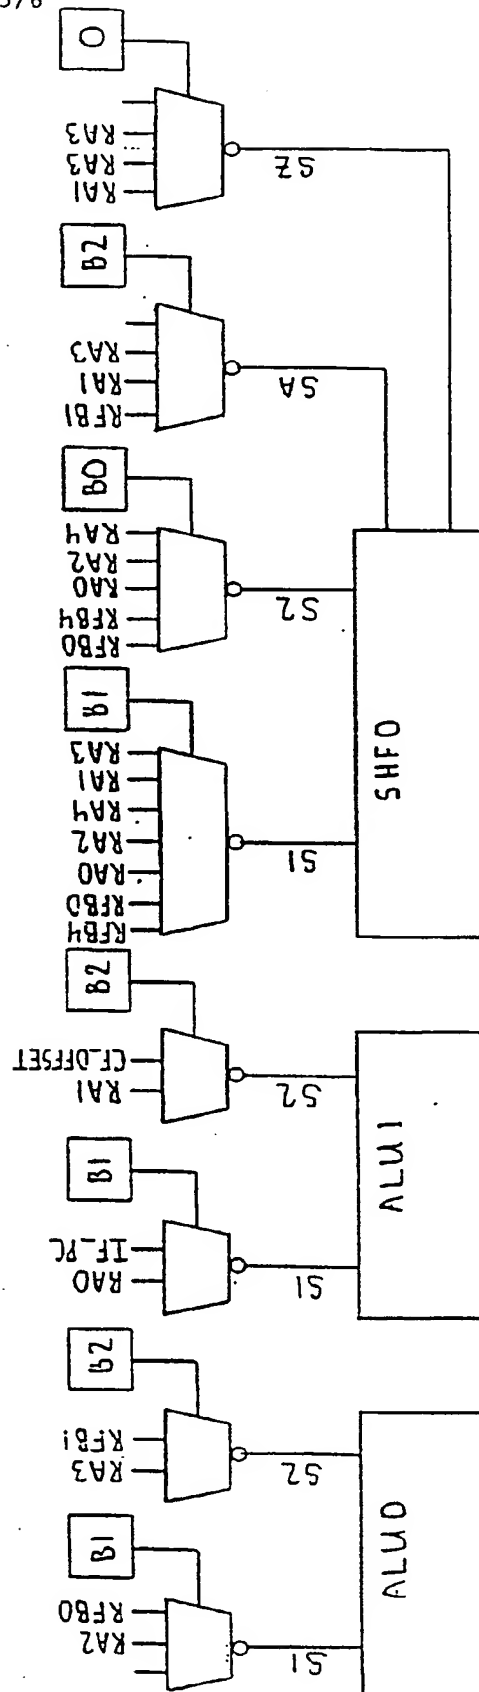 O
RA3
RA3
RA1
SZ
B2
RA3
RA1
RFB1
SA
B0
RA4
RA2
RA0
RFB4
RFB0
S2
B1
RA3
RA1
RA4
RA2
RA0
RFB0
RFB4
S1
SHF0
B2
CF_OFFSET
RA1
S2
B1
IF_PC
RA0
S1
ALU1
B2
RFB1
RA3
S2
B1
RFB0
RA2
S1
ALU0